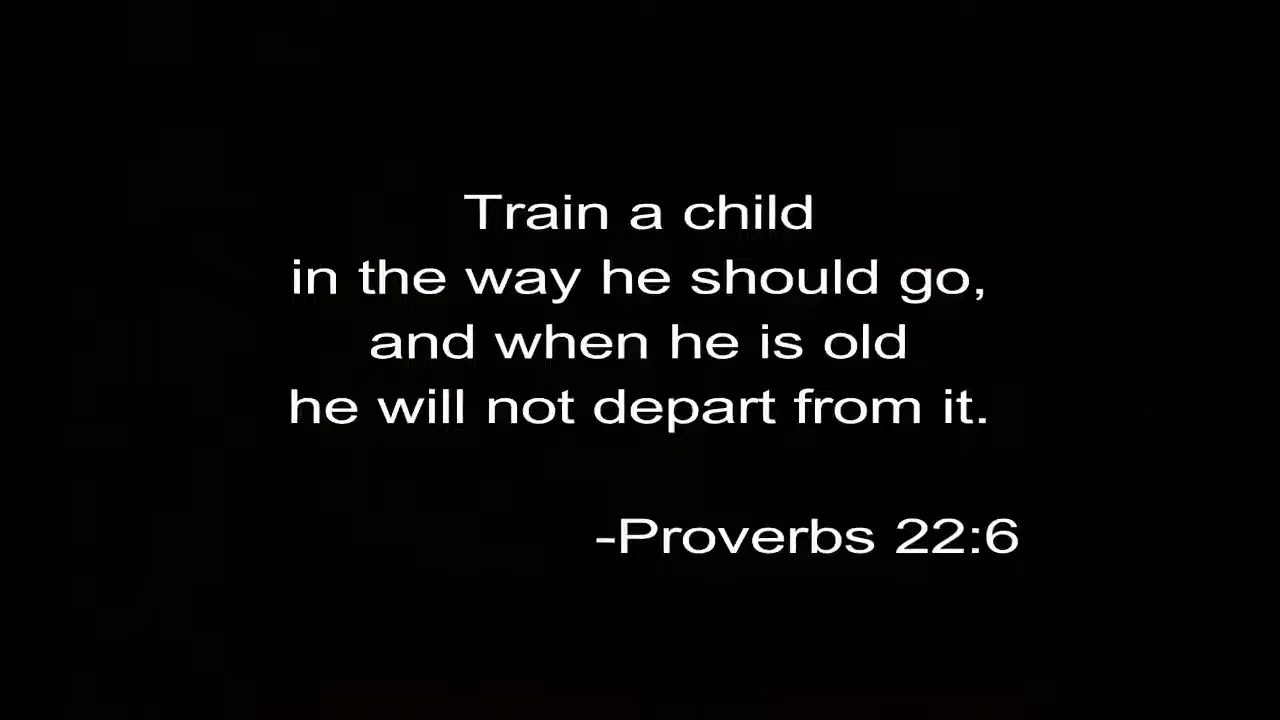 Train a child
in the way he should go,
and when he is old
he will not depart from it.
-Proverbs 22:6